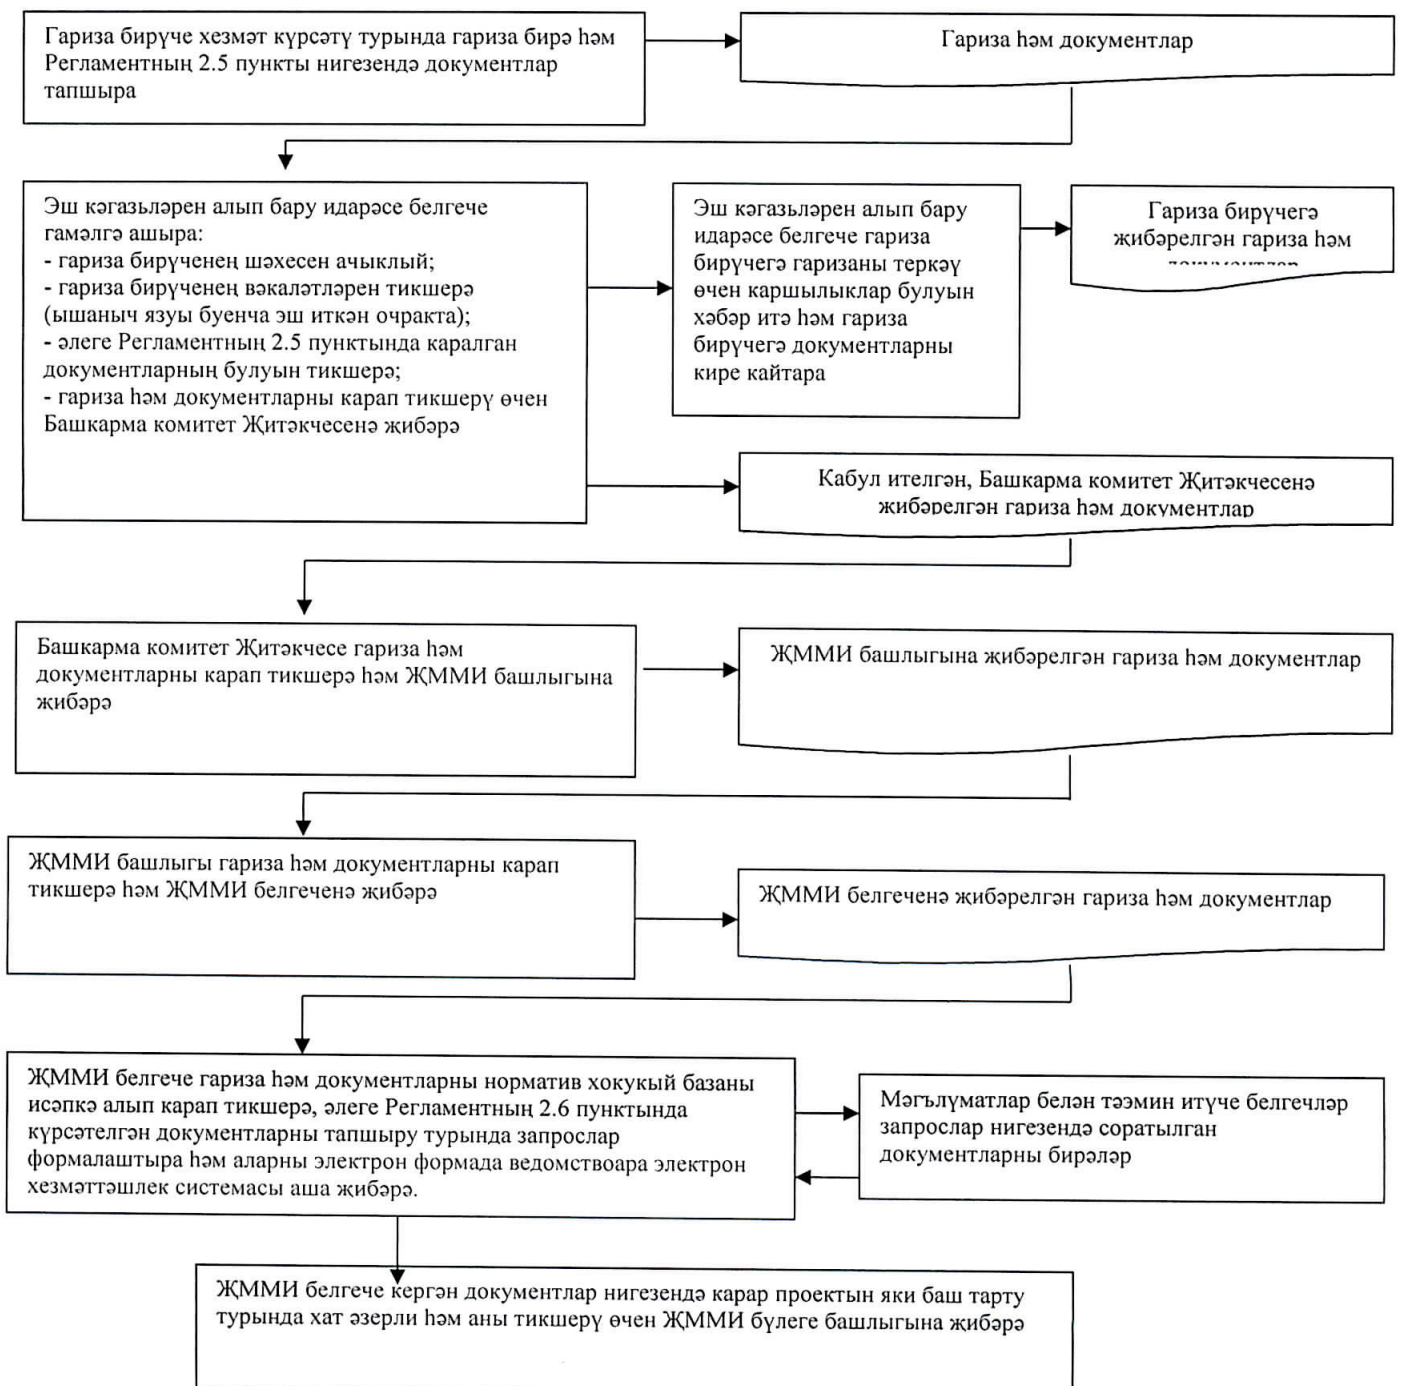 Гариза бирүче хезмәт күрсәтү турында гариза бирә һәм
Регламентның 2.5 пункты нигезендә документлар
тапшыра
Гариза һәм документлар
Эш кәгазьләрен алып бару идарәсе белгече
гамәлгә ашыра:
- гариза бирүченең шәхесен ачыклый;
- гариза бирүченең вәкаләтләрен тикшерә
(ышаныч язуы буенча эш иткән очракта);
- әлеге Регламентның 2.5 пунктында каралган
документларның булуын тикшерә;
- гариза һәм документларны карап тикшерү өчен
Башкарма комитет Җитәкчесенә җибәрә
Эш кәгазьләрен алып бару
идарәсе белгече гариза
бирүчегә гаризаны теркәү
өчен каршылыклар булуын
хәбәр итә һәм гариза
бирүчегә документларны
кире кайтара
Гариза бирүчегә
җибәрелгән гариза һәм
Кабул ителгән, Башкарма комитет Җитәкчесенә
җибәрелгән гариза һәм документлар
Башкарма комитет Җитәкчесе гариза һәм
документларны карап тикшерә һәм ҖММИ башлыгына
җибәрә
ҖММИ башлыгына җибәрелгән гариза һәм документлар
ҖММИ башлыгы гариза һәм документларны карап
тикшерә һәм ҖММИ белгеченә җибәрә
ҖММИ белгеченә җибәрелгән гариза һәм документлар
ҖММИ белгече гариза һәм документларны норматив хокукый базаны
исәпкә алып карап тикшерә, әлеге Регламентның 2.6 пунктында
күрсәтелгән документларны тапшыру турында запрослар
формалаштыра һәм аларны электрон формада ведомствоара электрон
хезмәттәшлек системасы аша җибәрә.
Мәгълүматлар белән тәэмин итүче белгечләр
запрослар нигезендә соратылган
документларны бирәләр
ҖММИ белгече кергән документлар нигезендә карар проектын яки баш тарту
турында хат әзерли һәм аны тикшерү өчен ҖММИ бүлеге башлыгына җибәрә